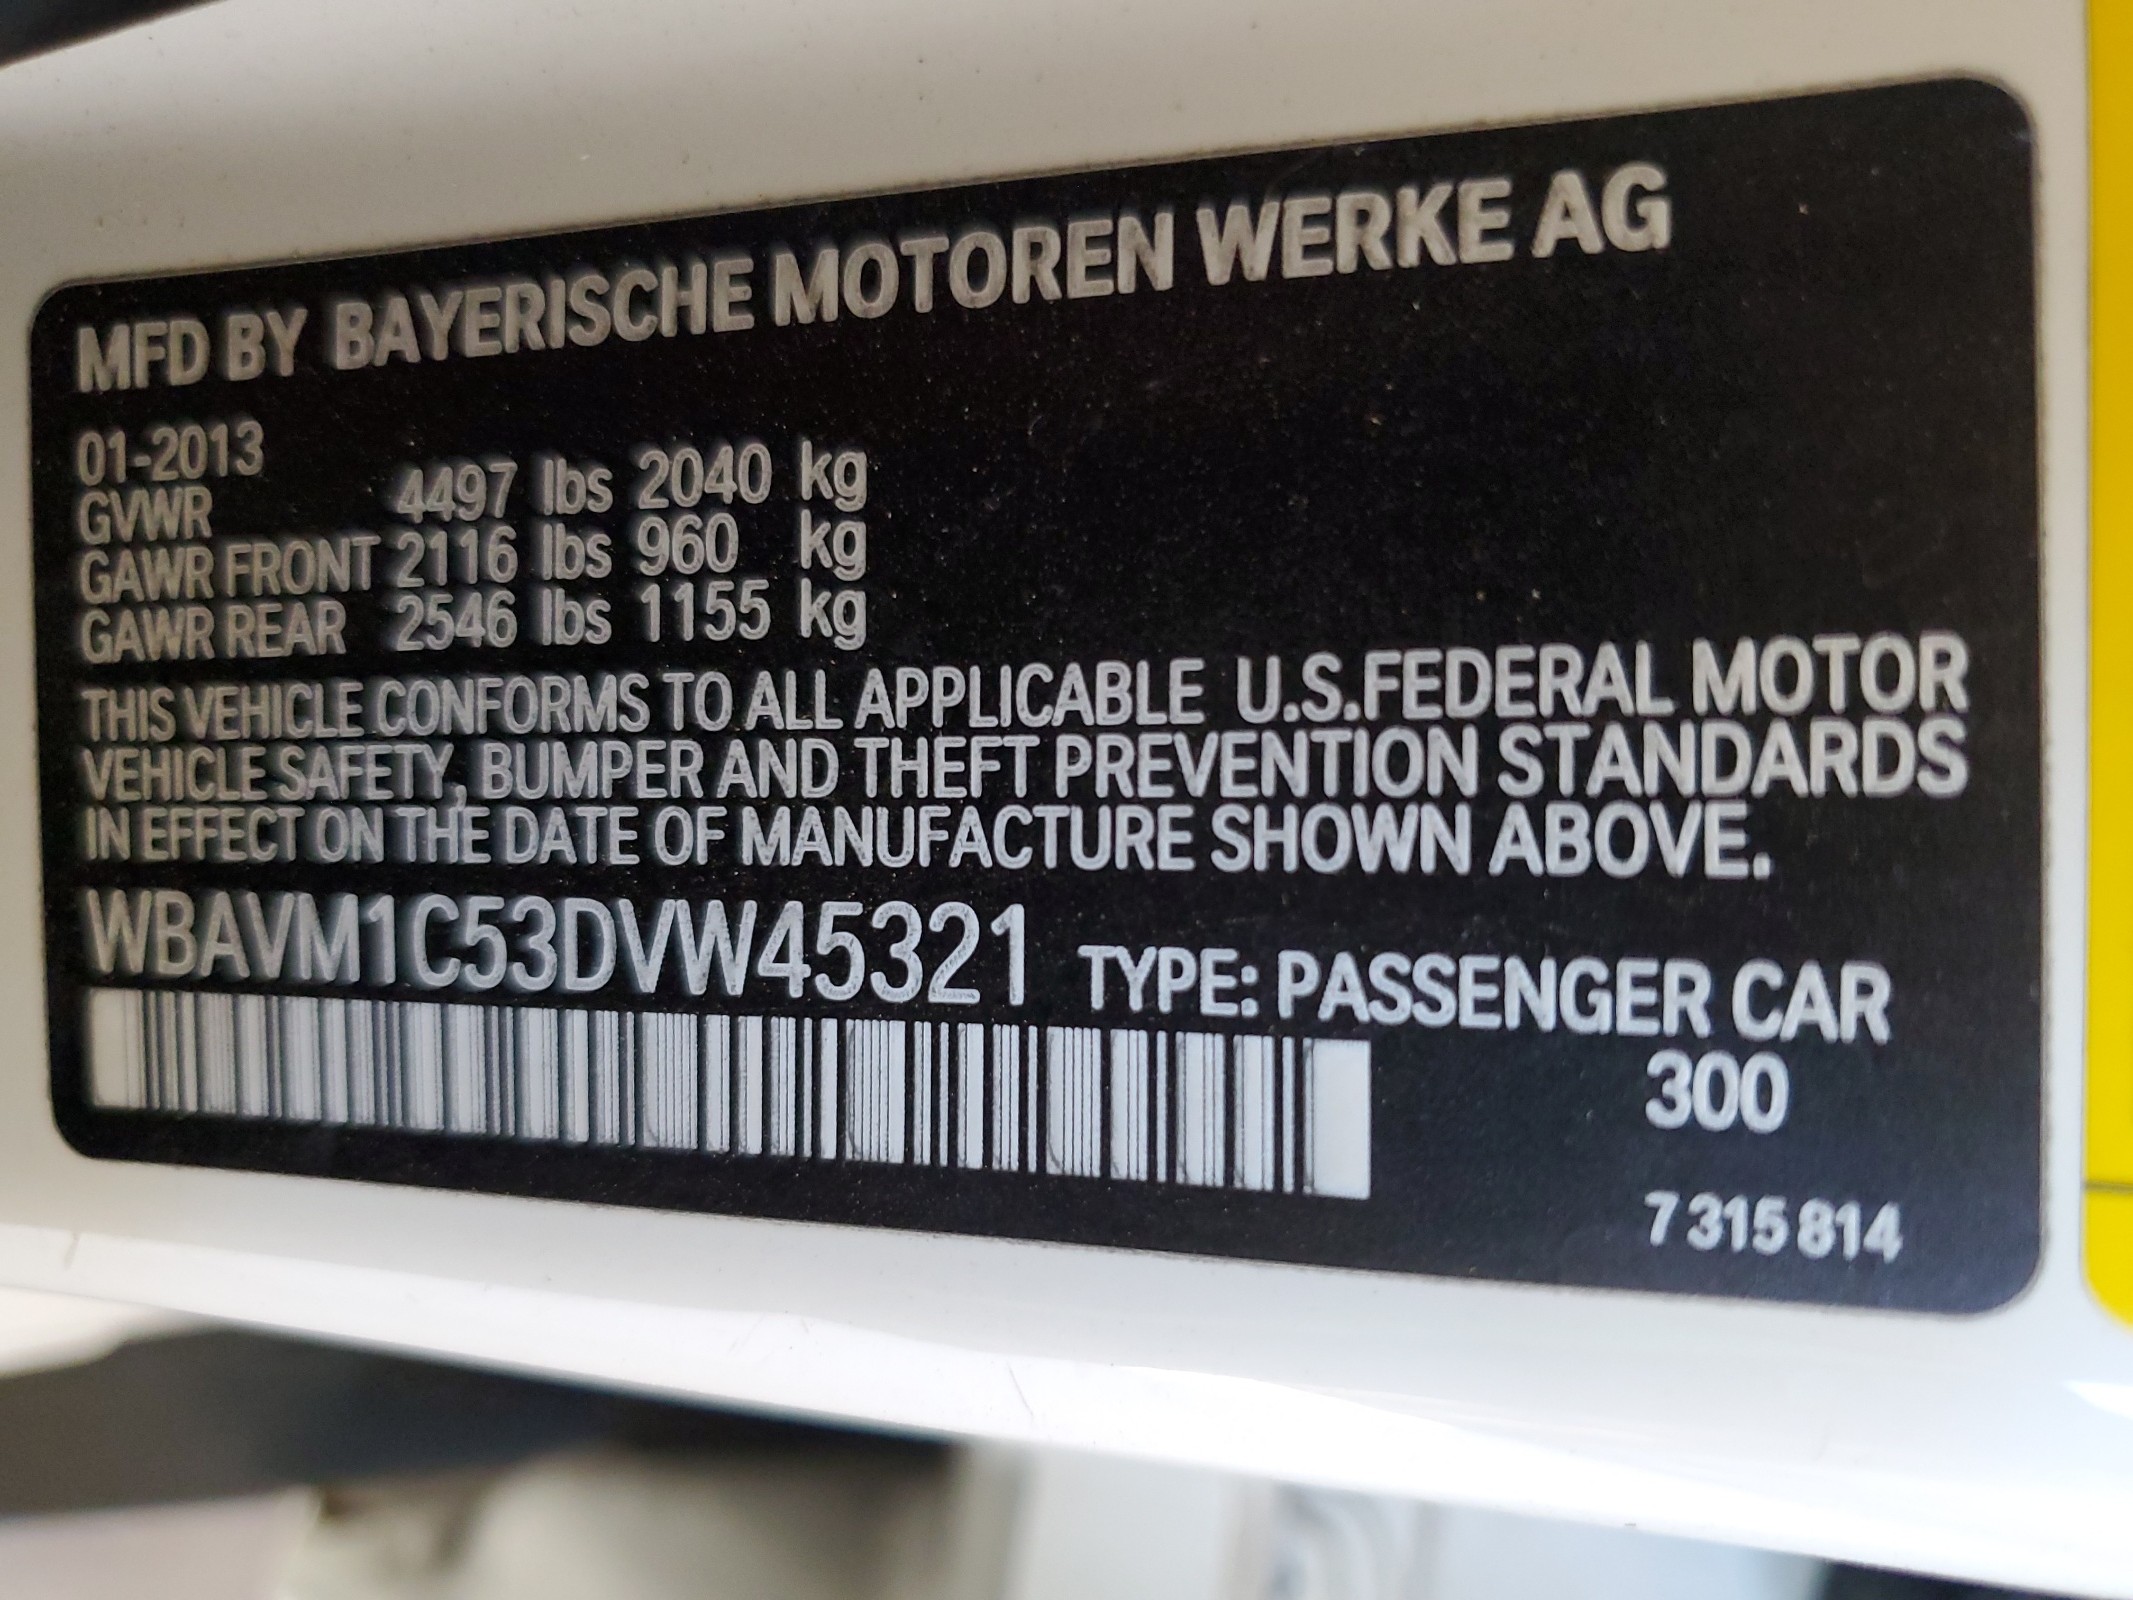 MFD BY BAYERISCHE MOTOREN WERKE AG
01-2013
GVWR 4497 lbs 2040 kg
GAWR FRONT 2116 lbs 960 kg
GAWR REAR 2546 lbs 1155 kg
THIS VEHICLE CONFORMS TO ALL APPLICABLE U.S.FEDERAL MOTOR
VEHICLE SAFETY, BUMPER AND THEFT PREVENTION STANDARDS
IN EFFECT ON THE DATE OF MANUFACTURE SHOWN ABOVE.
WBAVM1C53DVW45321 TYPE: PASSENGER CAR
300
7 315 814